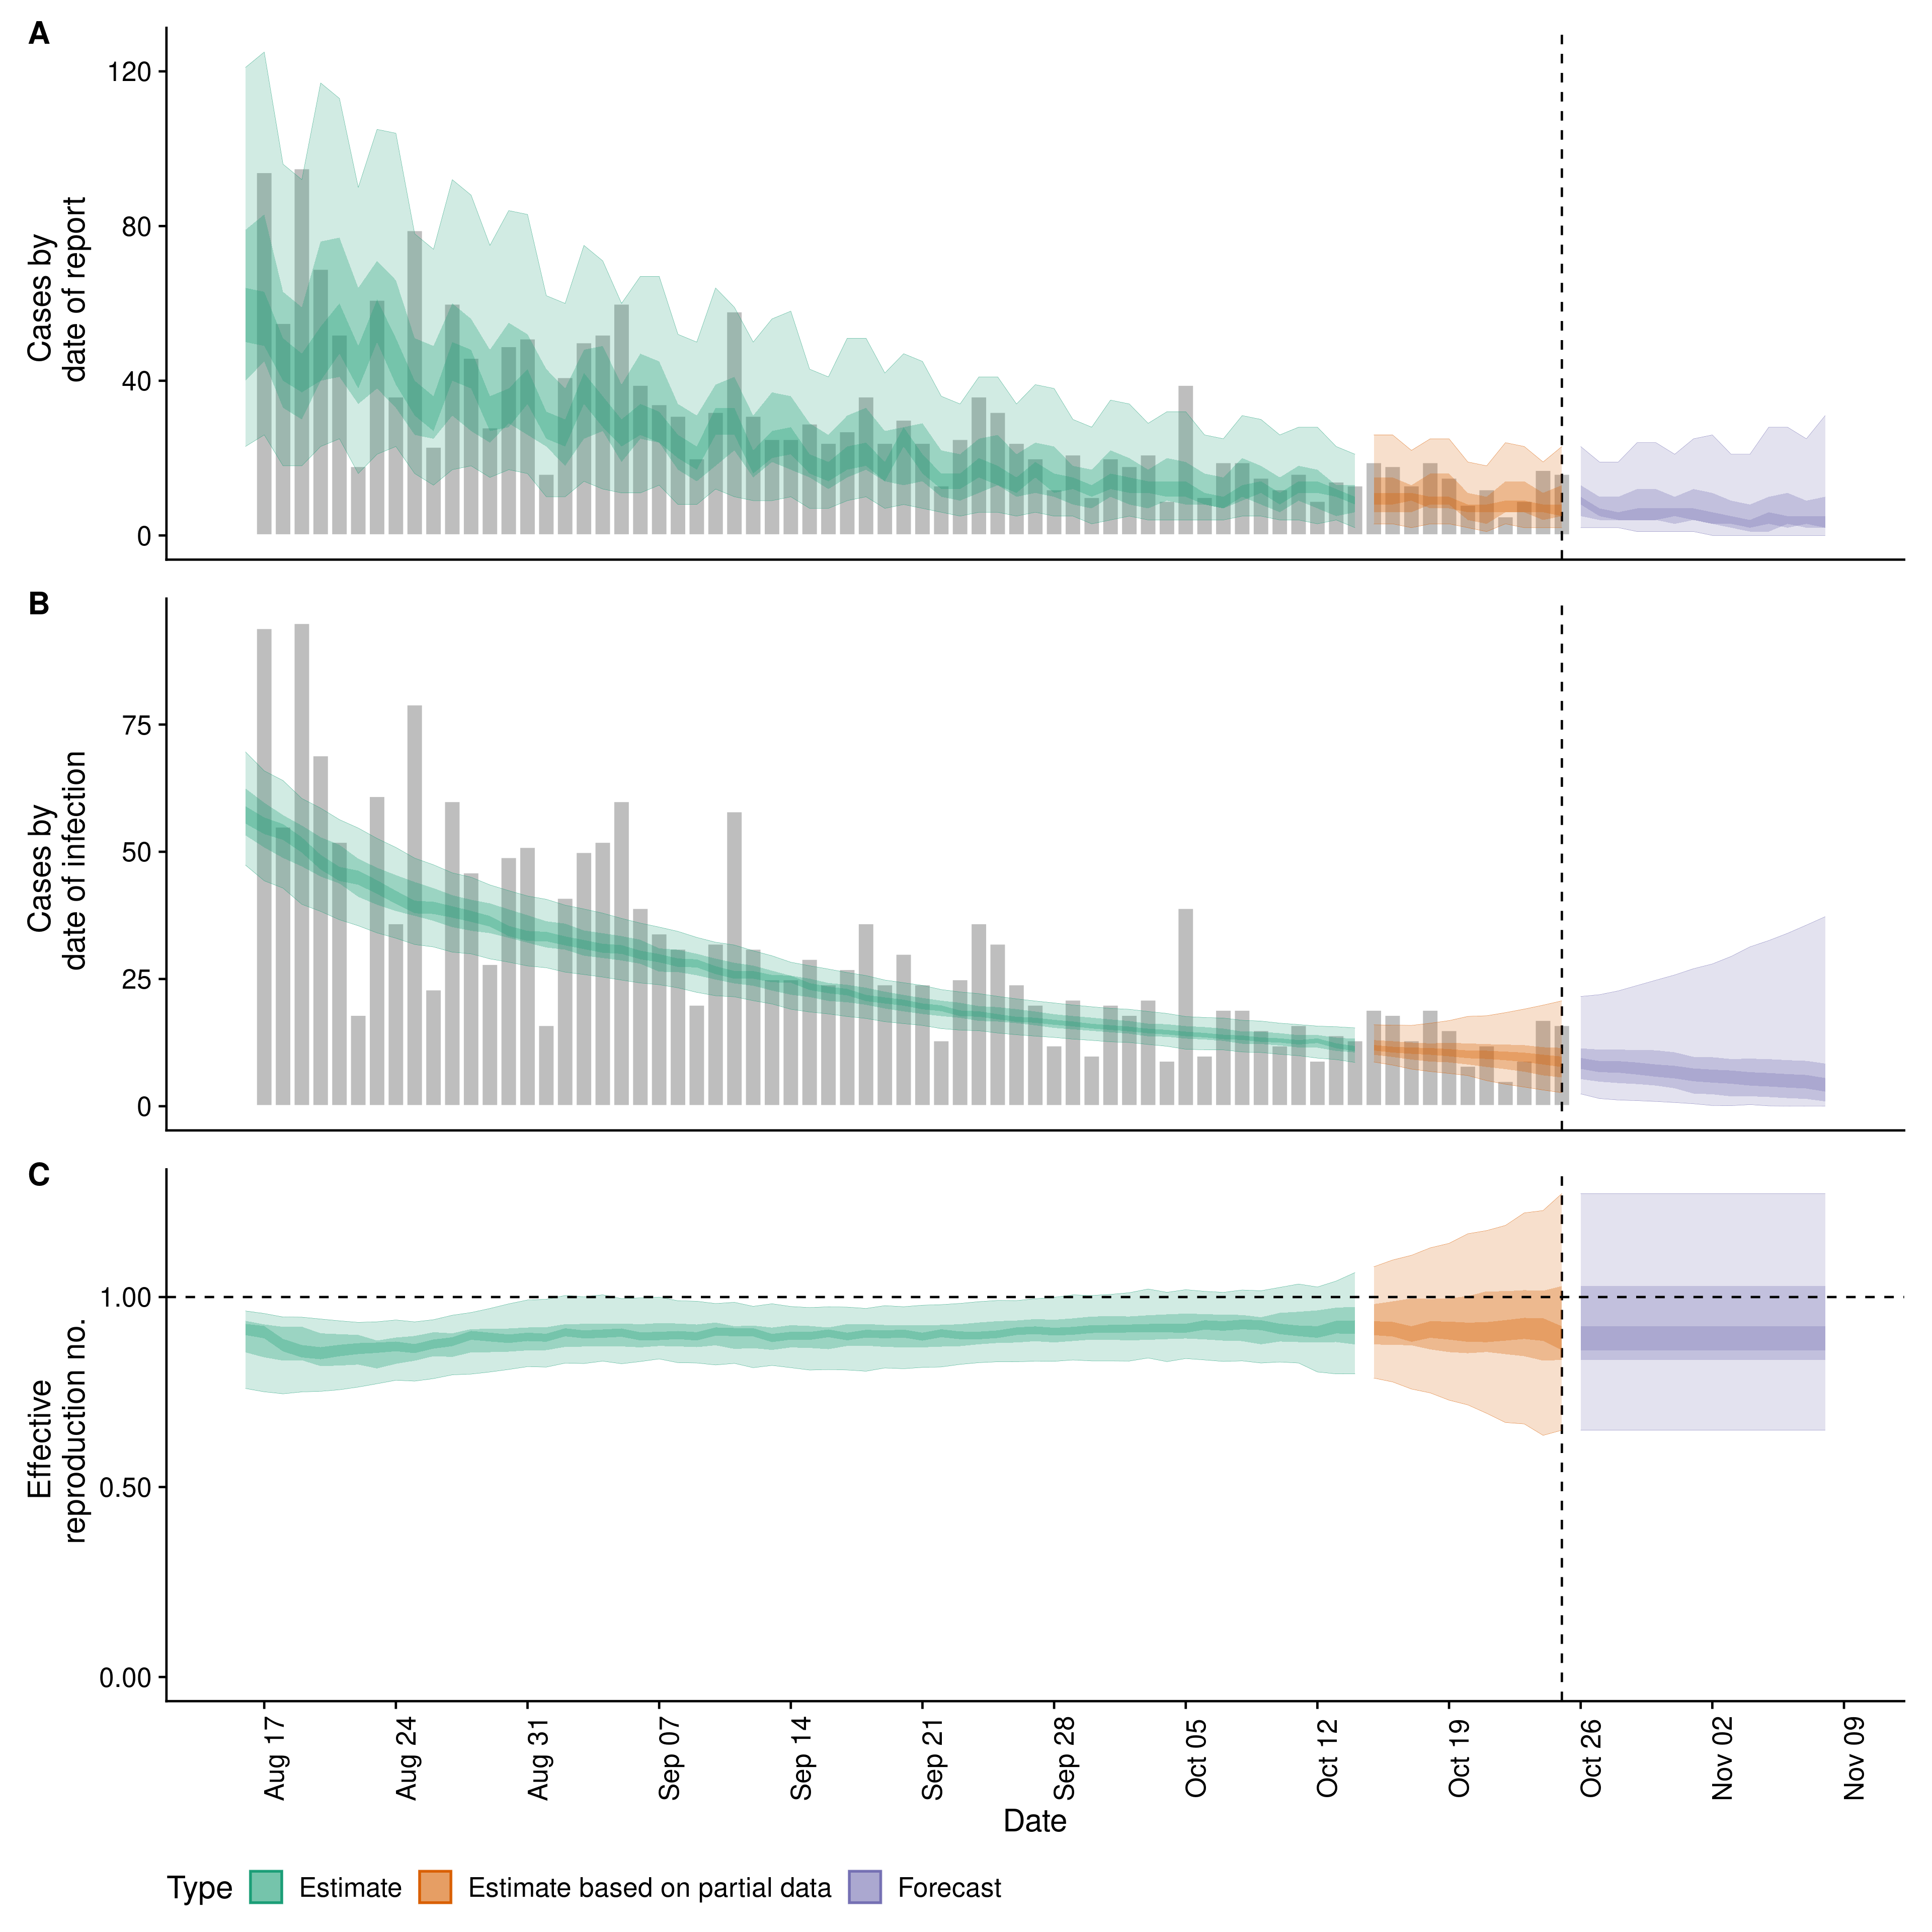 A
Cases by
date of report
120
80
40
0
B
Cases by
date of infection
75
50
25
0
C
Effective
reproduction no.
1.00
0.50
0.00
Aug 17
Aug 24
Aug 31
Sep 07
Sep 14
Sep 21
Sep 28
Oct 05
Oct 12
Oct 19
Oct 26
Nov 02
Nov 09
Date
Type Estimate Estimate based on partial data Forecast